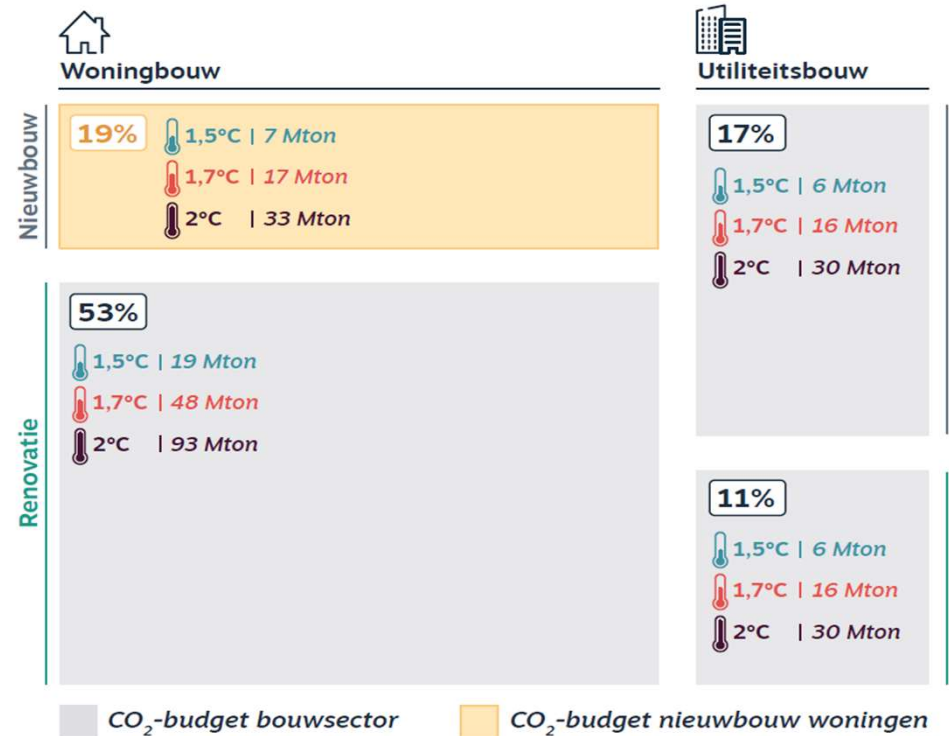 Woningbouw
Utiliteitsbouw
Nieuwbouw
19%
1,5°C | 7 Mton
1,7°C | 17 Mton
2°C | 33 Mton
17%
1,5°C | 6 Mton
1,7°C | 16 Mton
2°C | 30 Mton
Renovatie
53%
1,5°C | 19 Mton
1,7°C | 48 Mton
2°C | 93 Mton
11%
1,5°C | 6 Mton
1,7°C | 16 Mton
2°C | 30 Mton
CO₂-budget bouwsector
CO₂-budget nieuwbouw woningen